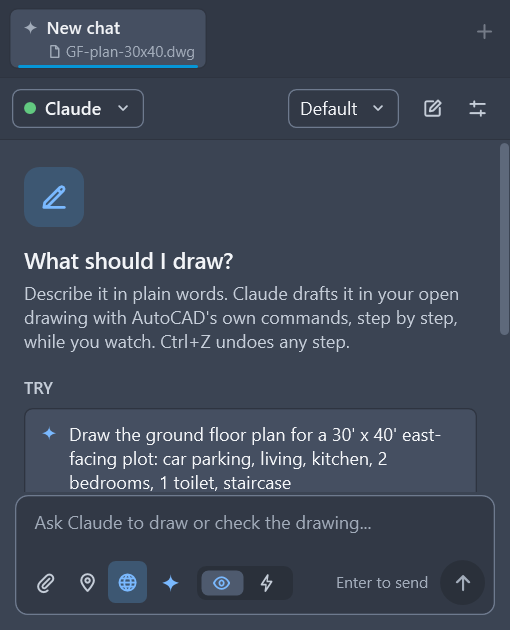 New chat
GF-plan-30x40.dwg
Claude
Default
What should I draw?
Describe it in plain words. Claude drafts it in your open
drawing with AutoCAD's own commands, step by step,
while you watch. Ctrl+Z undoes any step.
TRY
Draw the ground floor plan for a 30' x 40' east-
facing plot: car parking, living, kitchen, 2
bedrooms, 1 toilet, staircase
Ask Claude to draw or check the drawing...
Enter to send